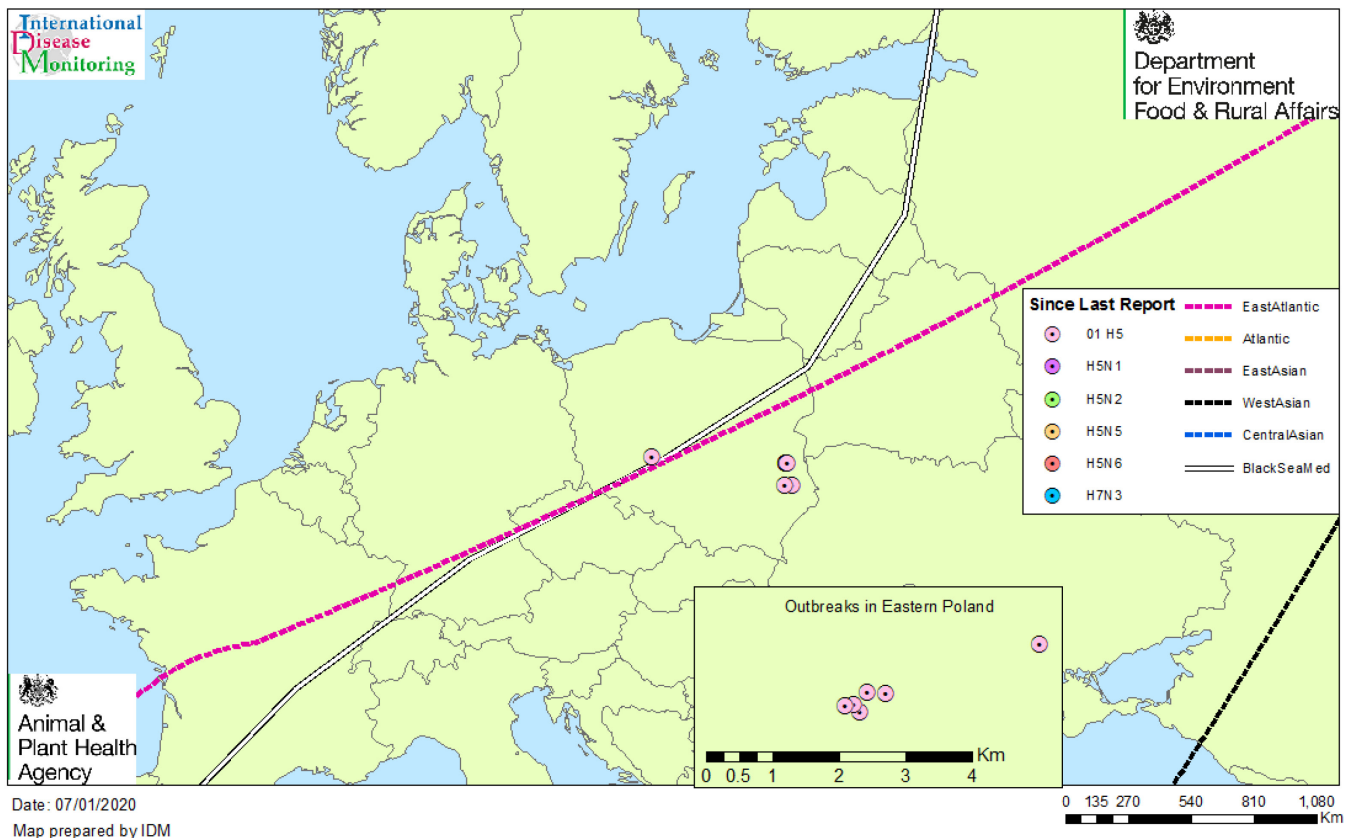 International
Disease
Monitoring
Department
for Environment
Food & Rural Affairs
Since Last Report
01 H5
H5N1
H5N2
H5N5
H5N6
H7N3
EastAtlantic
Atlantic
EastAsian
WestAsian
CentralAsian
BlackSeaMed
Outbreaks in Eastern Poland
Km
0 0.5 1 2 3 4
Animal &
Plant Health
Agency
Date: 07/01/2020
Map prepared by IDM
0 135 270 540 810 1,080
Km